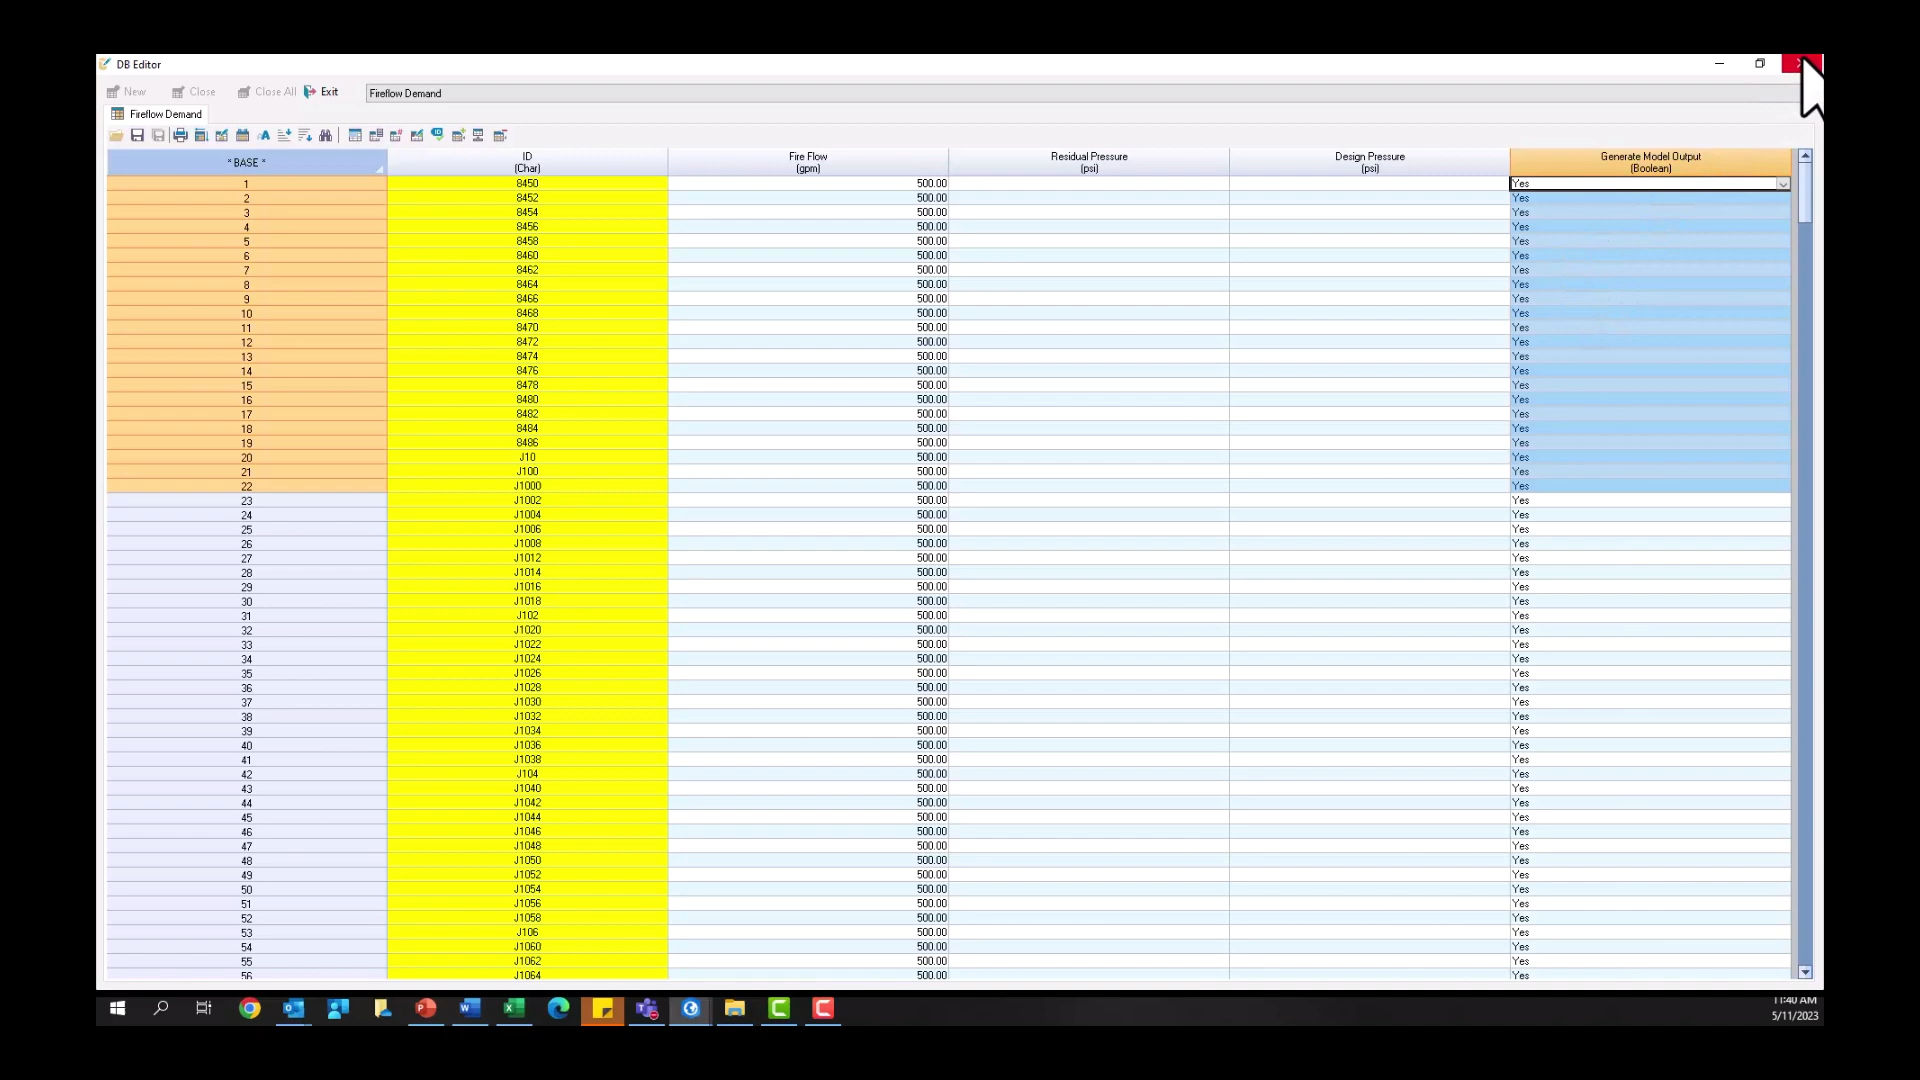 DB Editor
New Close Close All Exit Fireflow Demand
Fireflow Demand
* BASE * ID (Char) Fire Flow (gpm) Residual Pressure (psi) Design Pressure (psi) Generate Model Output (Boolean)
1 8450 500.00 Yes
2 8452 500.00 Yes
3 8454 500.00 Yes
4 8456 500.00 Yes
5 8458 500.00 Yes
6 8460 500.00 Yes
7 8462 500.00 Yes
8 8464 500.00 Yes
9 8466 500.00 Yes
10 8468 500.00 Yes
11 8470 500.00 Yes
12 8472 500.00 Yes
13 8474 500.00 Yes
14 8476 500.00 Yes
15 8478 500.00 Yes
16 8480 500.00 Yes
17 8482 500.00 Yes
18 8484 500.00 Yes
19 8486 500.00 Yes
20 J10 500.00 Yes
21 J100 500.00 Yes
22 J1000 500.00 Yes
23 J1002 500.00 Yes
24 J1004 500.00 Yes
25 J1006 500.00 Yes
26 J1008 500.00 Yes
27 J1012 500.00 Yes
28 J1014 500.00 Yes
29 J1016 500.00 Yes
30 J1018 500.00 Yes
31 J102 500.00 Yes
32 J1020 500.00 Yes
33 J1022 500.00 Yes
34 J1024 500.00 Yes
35 J1026 500.00 Yes
36 J1028 500.00 Yes
37 J1030 500.00 Yes
38 J1032 500.00 Yes
39 J1034 500.00 Yes
40 J1036 500.00 Yes
41 J1038 500.00 Yes
42 J104 500.00 Yes
43 J1040 500.00 Yes
44 J1042 500.00 Yes
45 J1044 500.00 Yes
46 J1046 500.00 Yes
47 J1048 500.00 Yes
48 J1050 500.00 Yes
49 J1052 500.00 Yes
50 J1054 500.00 Yes
51 J1056 500.00 Yes
52 J1058 500.00 Yes
53 J106 500.00 Yes
54 J1060 500.00 Yes
55 J1062 500.00 Yes
56 J1064 500.00 Yes
11:40 AM
5/11/2023